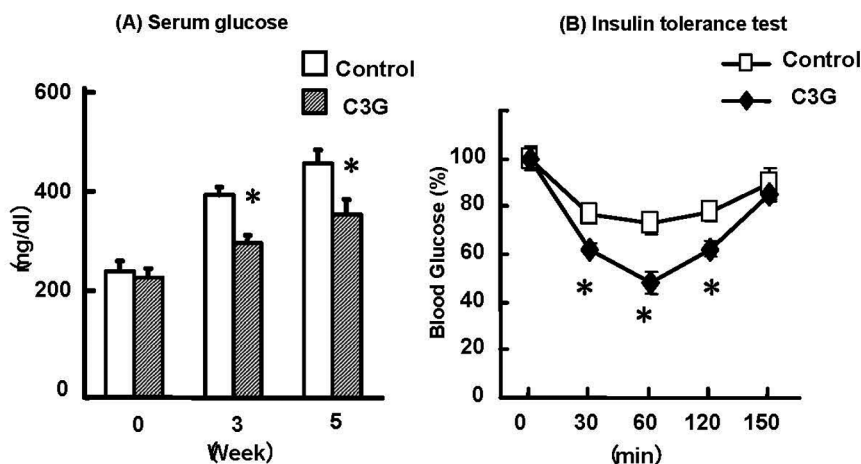 (A) Serum glucose
Control
C3G
600
400
200
0
(mg/dl)
*
*
0 3 5
(Week)
(B) Insulin tolerance test
Control
C3G
100
80
60
40
20
0
Blood Glucose (%)
*
*
*
0 30 60 120 150
(min)